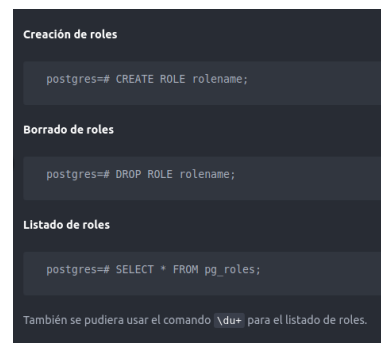 Creación de roles
postgres=# CREATE ROLE rolename;
Borrado de roles
postgres=# DROP ROLE rolename;
Listado de roles
postgres=# SELECT * FROM pg_roles;
También se pudiera usar el comando \du+ para el listado de roles.